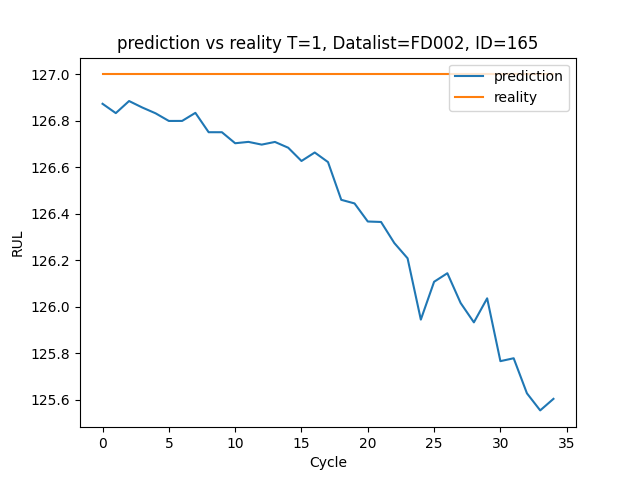 prediction vs reality T=1, Datalist=FD002, ID=165
127.0
126.8
126.6
126.4
126.2
126.0
125.8
125.6
RUL
prediction
reality
0 5 10 15 20 25 30 35
Cycle